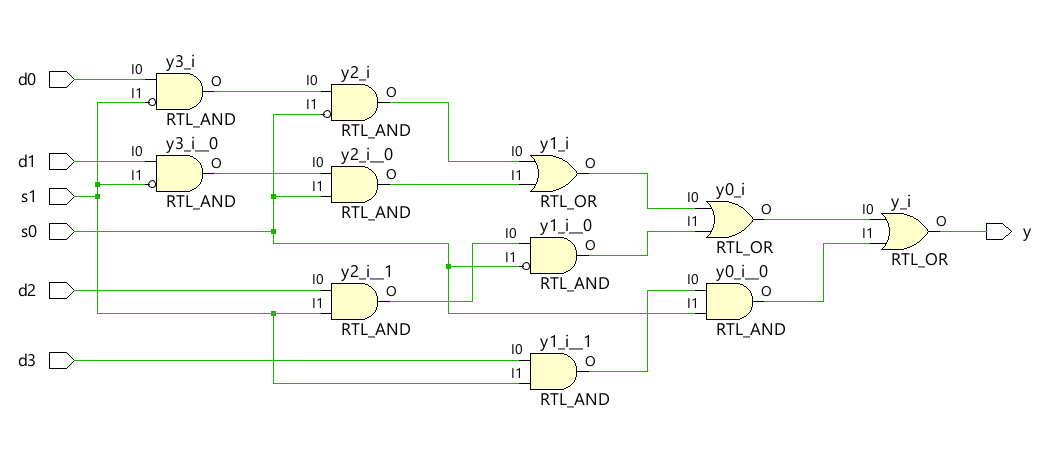 y3_i
d0 I0 O y2_i
I1 I0 O
RTL_AND I1
y3_i__0 RTL_AND
d1 I0 O y2_i__0 y1_i
I1 I0 O I0 O
s1 RTL_AND I1 I1 y0_i
RTL_AND RTL_OR I0 O y_i
s0 y1_i__0 I1 I0 O
I0 O RTL_OR I1 y
I1 RTL_OR
y2_i__1 RTL_AND y0_i__0
d2 I0 O I0 O
I1 I1
RTL_AND y1_i__1 RTL_AND
d3 I0 O
I1
RTL_AND